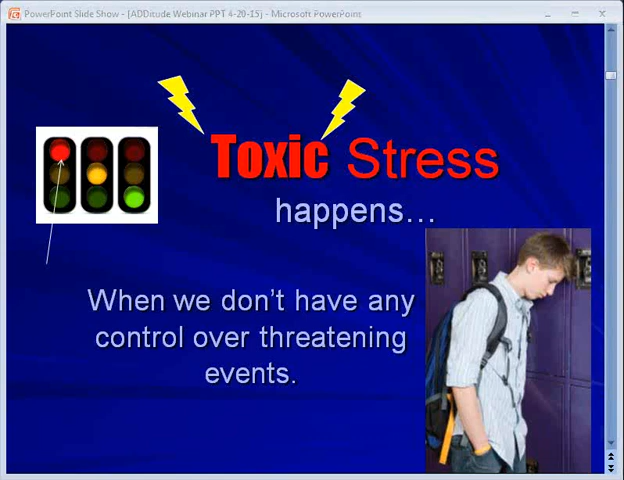 PowerPoint Slide Show - [ADDitude Webinar PPT 4-20-15] - Microsoft PowerPoint
Toxic Stress
happens…
When we don't have any
control over threatening
events.